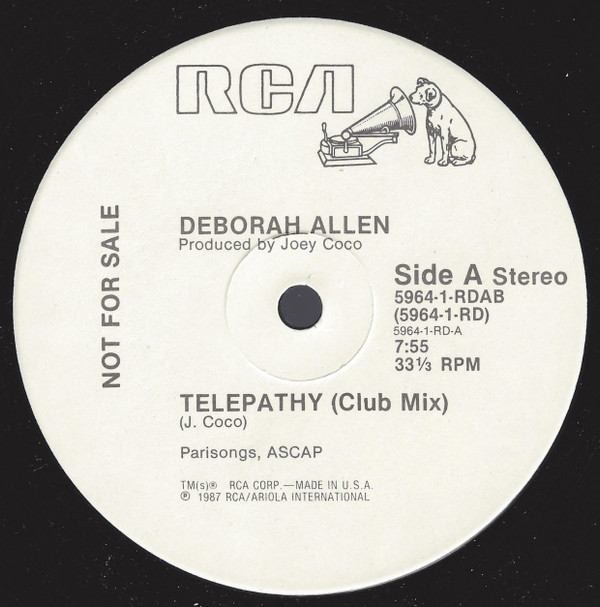 RCA
NOT FOR SALE
DEBORAH ALLEN
Produced by Joey Coco
Side A Stereo
5964-1-RDAB
(5964-1-RD)
5964-1-RD-A
7:55
33⅓ RPM
TELEPATHY (Club Mix)
(J. Coco)
Parisongs, ASCAP
TM(s)® RCA CORP.—MADE IN U.S.A.
℗ 1987 RCA/ARIOLA INTERNATIONAL